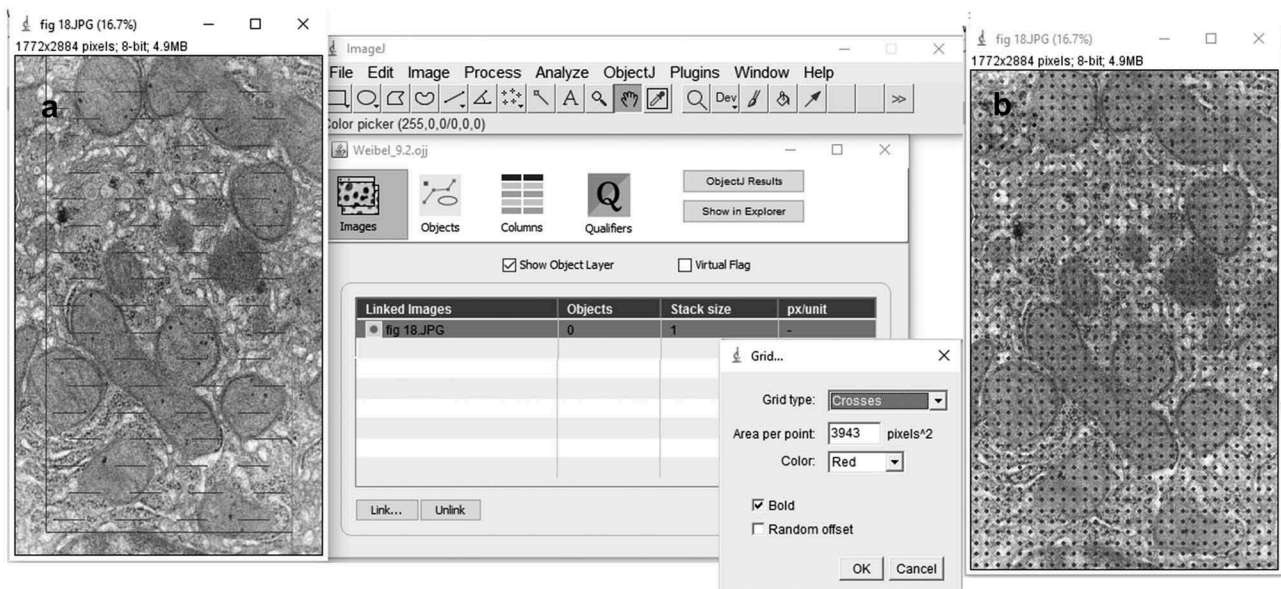 fig 18.JPG (16.7%)
1772x2884 pixels; 8-bit; 4.9MB
a
ImageJ
File Edit Image Process Analyze ObjectJ Plugins Window Help
A Dev >>
Color picker (255,0,0/0,0,0)
Weibel_9.2.ojj
Images
Objects
Columns
Q
Qualifiers
ObjectJ Results
Show in Explorer
Show Object Layer
Virtual Flag
Linked Images Objects Stack size px/unit
fig 18.JPG 0 1 -
Link... Unlink
Grid...
Grid type: Crosses
Area per point: 3943 pixels^2
Color: Red
Bold
Random offset
OK Cancel
fig 18.JPG (16.7%)
1772x2884 pixels; 8-bit; 4.9MB
b